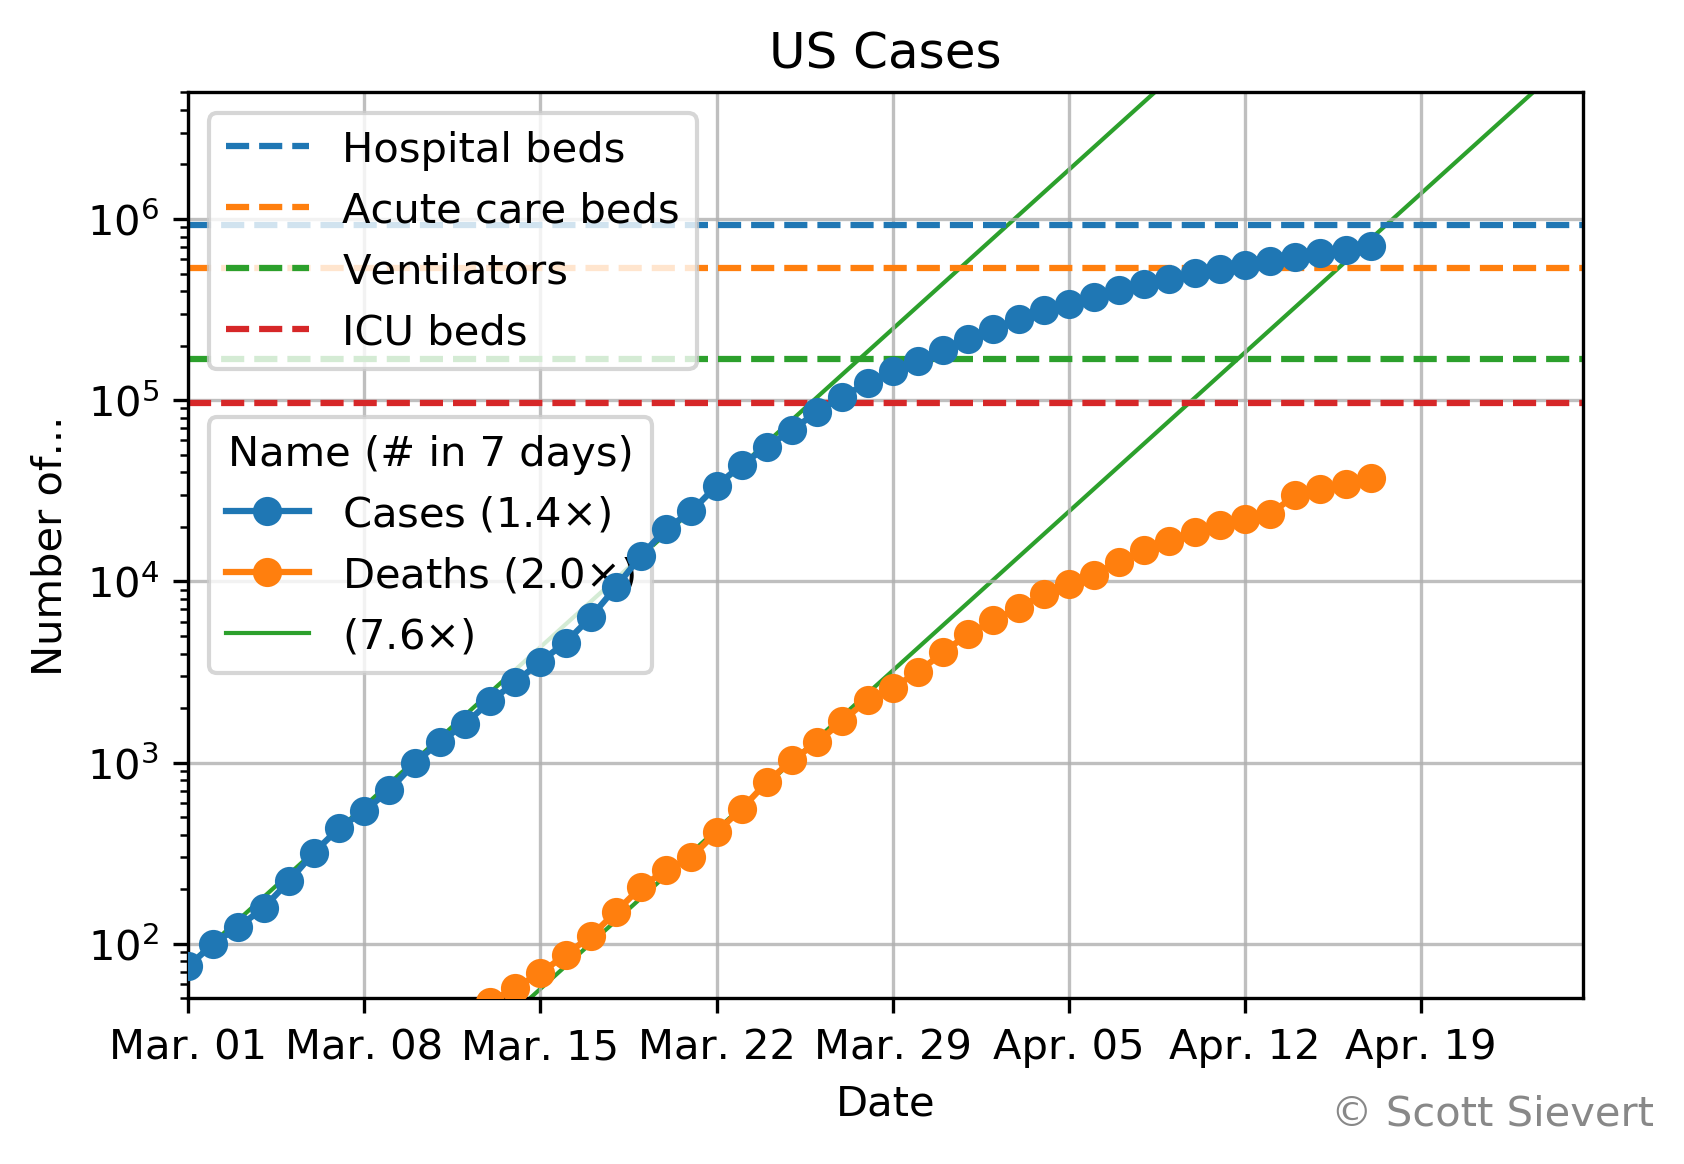 US Cases
Hospital beds
Acute care beds
Ventilators
ICU beds
Name (# in 7 days)
Cases (1.4×)
Deaths (2.0×)
(7.6×)
Number of...
10⁶
10⁵
10⁴
10³
10²
Mar. 01 Mar. 08 Mar. 15 Mar. 22 Mar. 29 Apr. 05 Apr. 12 Apr. 19
Date
© Scott Sievert